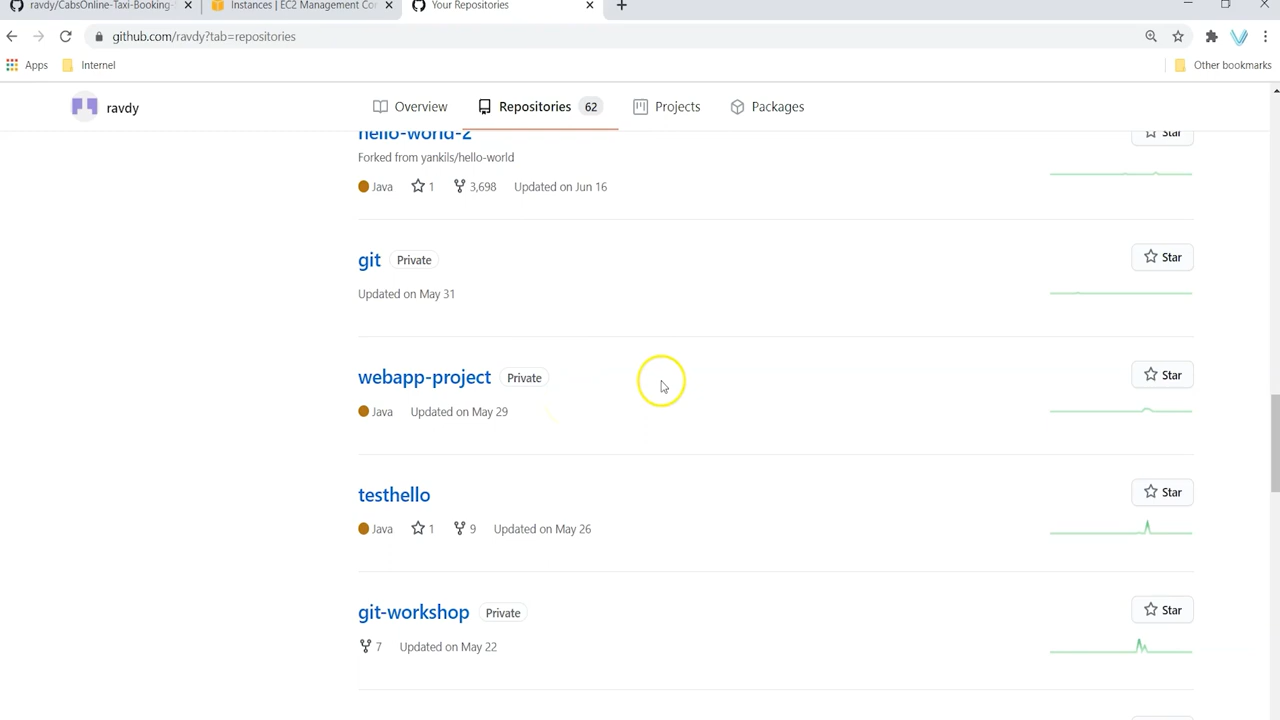 ravdy/CabsOnline-Taxi-Booking-
Instances | EC2 Management Co
Your Repositories
github.com/ravdy?tab=repositories
Apps
Internet
Other bookmarks
ravdy
Overview
Repositories 62
Projects
Packages
hello-world-2
Star
Forked from yankils/hello-world
Java 1 3,698 Updated on Jun 16
git Private
Star
Updated on May 31
webapp-project Private
Star
Java Updated on May 29
testhello
Star
Java 1 9 Updated on May 26
git-workshop Private
Star
7 Updated on May 22